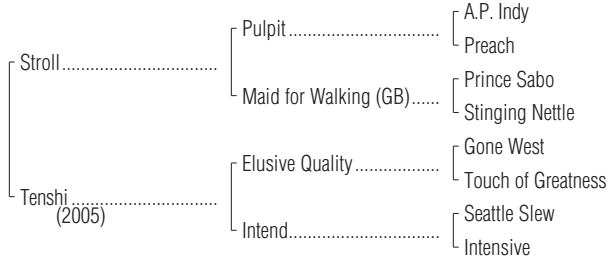 A.P. Indy
Pulpit
Preach
Stroll
Prince Sabo
Maid for Walking (GB)
Stinging Nettle
Gone West
Elusive Quality
Touch of Greatness
Tenshi
(2005)
Seattle Slew
Intend
Intensive